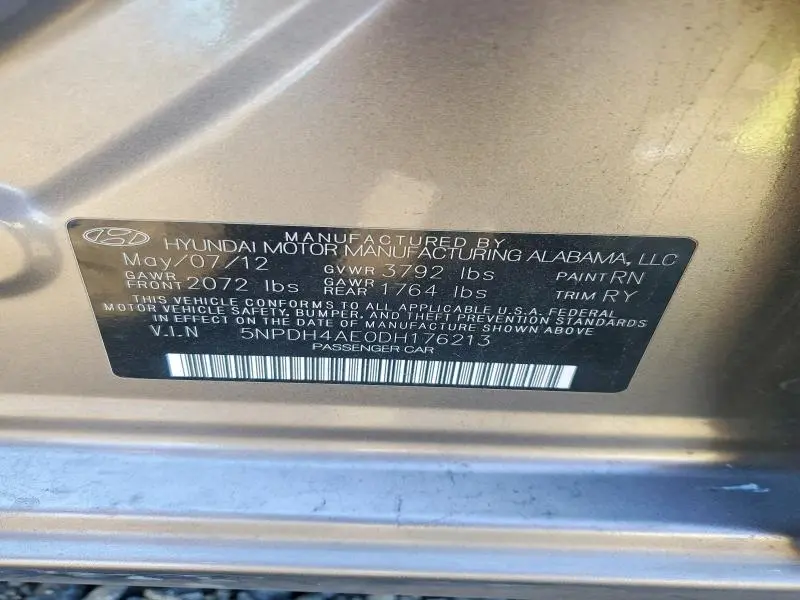 MANUFACTURED BY
HYUNDAI MOTOR MANUFACTURING ALABAMA, LLC
May/07/12 GVWR 3792 lbs PAINT RN
GAWR FRONT 2072 lbs GAWR REAR 1764 lbs TRIM RY
THIS VEHICLE CONFORMS TO ALL APPLICABLE U.S.A. FEDERAL
MOTOR VEHICLE SAFETY, BUMPER, AND THEFT PREVENTION STANDARDS
IN EFFECT ON THE DATE OF MANUFACTURE SHOWN ABOVE
V.I.N 5NPDH4AE0DH176213
PASSENGER CAR